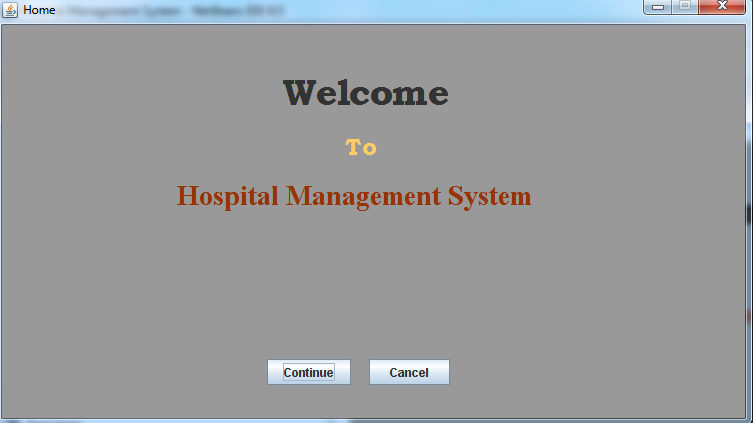 Home
Welcome
To
Hospital Management System
Continue
Cancel